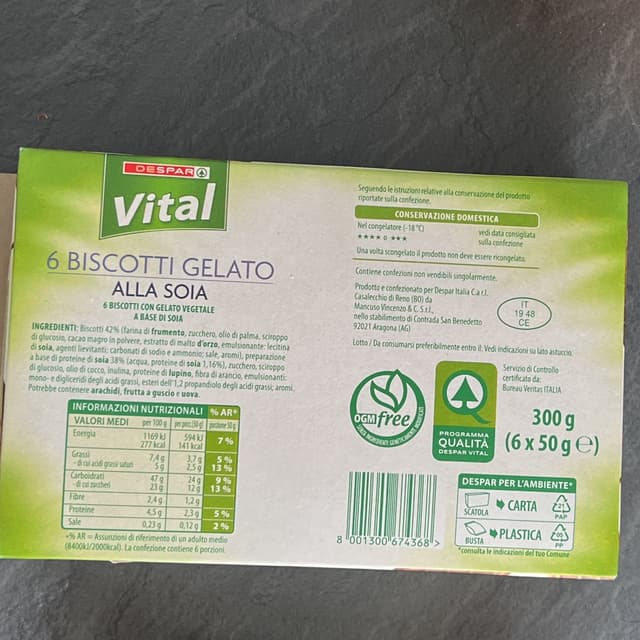 DESPAR
Vital
6 BISCOTTI GELATO
ALLA SOIA
6 BISCOTTI CON GELATO VEGETALE
A BASE DI SOIA
INGREDIENTI: Biscotti 42% (farina di frumento, zucchero, olio di palma, sciroppo
di glucosio, cacao magro in polvere, estratto di malto d'orzo, emulsionante: lecitina
di soia, agenti lievitanti: carbonati di sodio e ammonio; sale, aromi), preparazione
a base di proteine di soia 38% (acqua, proteine di soia 1,16%), zucchero, sciroppo
di glucosio, olio di cocco, inulina, proteine di lupino, fibra di arancio, emulsionanti:
mono- e digliceridi degli acidi grassi, esteri dell'1,2 propandiolo degli acidi grassi; aromi.
Potrebbe contenere arachidi, frutta a guscio e uova.
INFORMAZIONI NUTRIZIONALI % AR*
VALORI MEDI per 100 g per pezzo (50 g) porzione 50 g
Energia 1169 kJ 594 kJ
277 kcal 141 kcal 7 %
Grassi 7,4 g 3,7 g 5 %
- di cui acidi grassi saturi 5 g 2,5 g 13 %
Carboidrati 47 g 24 g 9 %
- di cui zuccheri 23 g 12 g 13 %
Fibre 2,4 g 1,2 g
Proteine 4,5 g 2,3 g 5 %
Sale 0,23 g 0,12 g 2 %
*% AR = Assunzioni di riferimento di un adulto medio
(8400kJ/2000kcal). La confezione contiene 6 porzioni
Seguendo le istruzioni relative alla conservazione del prodotto
riportate sulla confezione.
CONSERVAZIONE DOMESTICA
Nel congelatore (-18°C) vedi data consigliata
**** o *** sulla confezione
Una volta scongelato il prodotto non deve essere ricongelato.
Contiene confezioni non vendibili singolarmente.
Prodotto e confezionato per Despar Italia C.a r.l.
Casalecchio di Reno (BO) da
Mancuso Vincenzo & C. S.r.l.,
nello stabilimento di Contrada San Benedetto
92021 Aragona (AG)
IT
19 48
CE
Lotto / Da consumarsi preferibilmente entro il: Vedi indicazioni su lato astuccio.
OGM free
SENZA INGREDIENTI GENETICAMENTE MODIFICATI
PROGRAMMA
QUALITÀ
DESPAR VITAL
Servizio di Controllo
certificato da:
Bureau Veritas ITALIA
300 g
(6 x 50 g ℮)
8 001300 674368 >
DESPAR PER L'AMBIENTE*
SCATOLA CARTA 21 PAP
BUSTA PLASTICA 05 PP
*consulta le indicazioni del tuo Comune